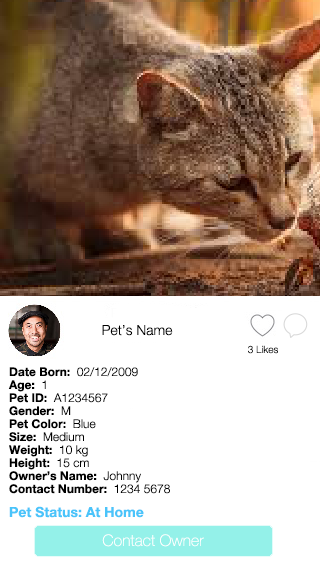 Pet's Name
3 Likes
Date Born: 02/12/2009
Age: 1
Pet ID: A1234567
Gender: M
Pet Color: Blue
Size: Medium
Weight: 10 kg
Height: 15 cm
Owner's Name: Johnny
Contact Number: 1234 5678
Pet Status: At Home
Contact Owner